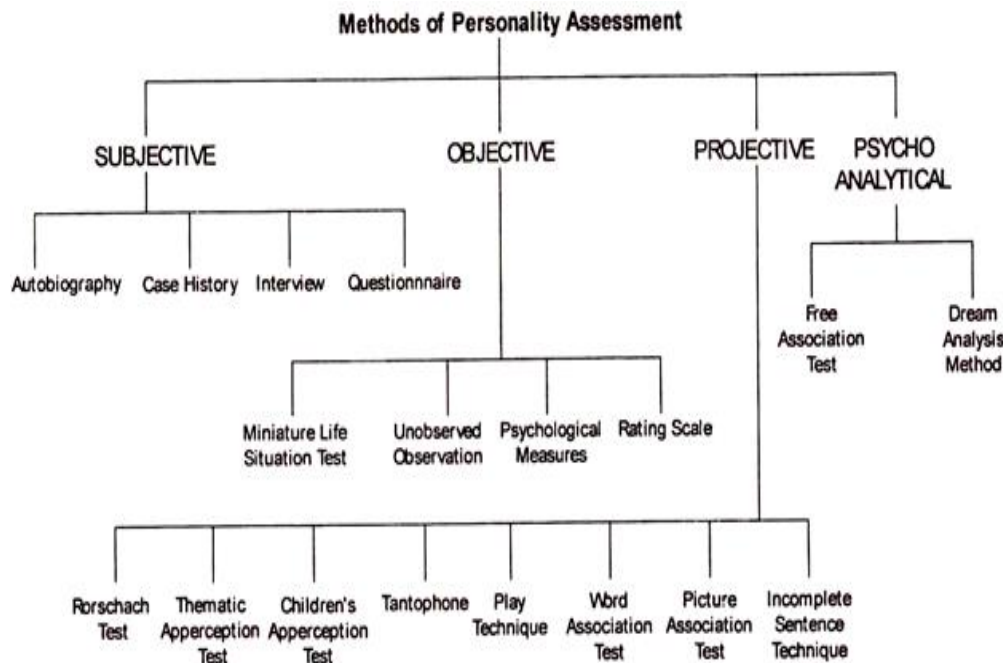 Methods of Personality Assessment
SUBJECTIVE
OBJECTIVE
PROJECTIVE
PSYCHO
ANALYTICAL
Autobiography
Case History
Interview
Questionnnaire
Free
Association
Test
Dream
Analysis
Method
Miniature Life
Situation Test
Unobserved
Observation
Psychological
Measures
Rating Scale
Rorschach
Test
Thematic
Apperception
Test
Children's
Apperception Test
Tantophone
Play
Technique
Word
Association Test
Picture
Association Test
Incomplete
Sentence
Technique